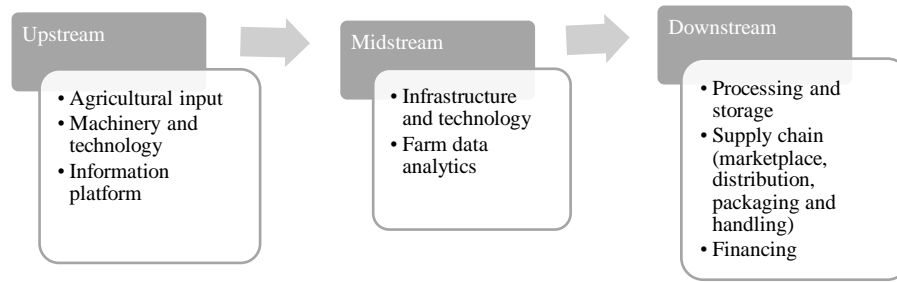 Upstream
• Agricultural input
• Machinery and
technology
• Information
platform
Midstream
• Infrastructure
and technology
• Farm data
analytics
Downstream
• Processing and
storage
• Supply chain
(marketplace,
distribution,
packaging and
handling)
• Financing